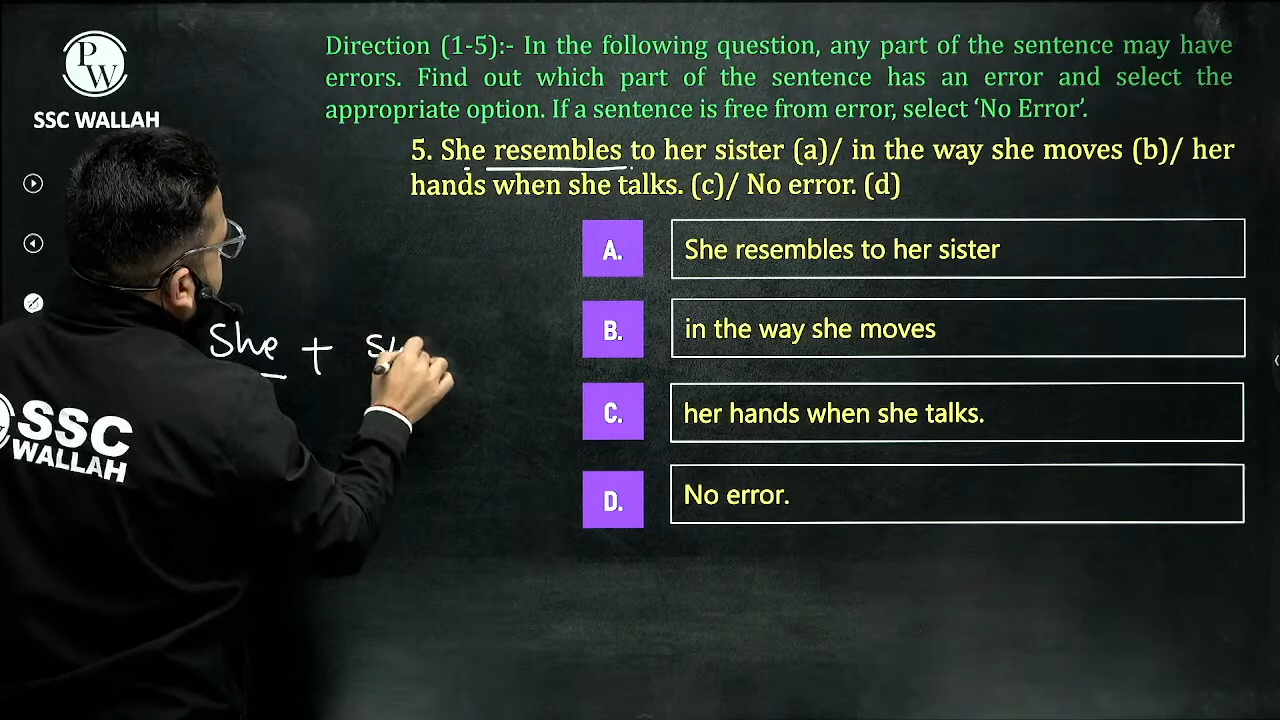 PW
SSC WALLAH
Direction (1-5):- In the following question, any part of the sentence may have
errors. Find out which part of the sentence has an error and select the
appropriate option. If a sentence is free from error, select ‘No Error’.
5. She resembles to her sister (a)/ in the way she moves (b)/ her
hands when she talks. (c)/ No error. (d)
A. She resembles to her sister
B. in the way she moves
C. her hands when she talks.
D. No error.
She +
SSC
WALLAH